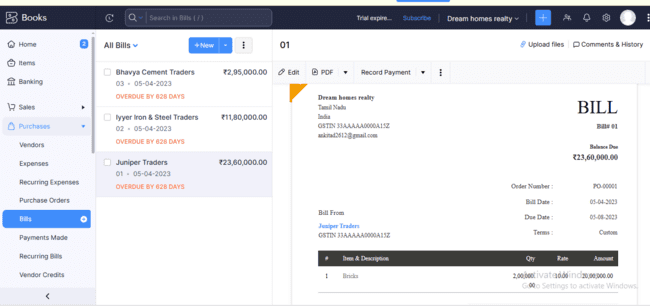 Books
Search in Bills ( / )
Trial expire...
Subscribe
Dream homes realty
Home
2
Items
Banking
Sales
Purchases
Vendors
Expenses
Recurring Expenses
Purchase Orders
Bills
Payments Made
Recurring Bills
Vendor Credits
All Bills
+ New
Bhavya Cement Traders ₹2,95,000.00
03 • 05-04-2023
OVERDUE BY 628 DAYS
Iyyer Iron & Steel Traders ₹11,80,000.00
02 • 05-04-2023
OVERDUE BY 628 DAYS
Juniper Traders ₹23,60,000.00
01 • 05-04-2023
OVERDUE BY 628 DAYS
01
Upload files
Comments & History
Edit
PDF
Record Payment
Dream homes realty
Tamil Nadu
India
GSTIN 33AAAAA0000A15Z
ankitad2612@gmail.com
BILL
Bill# 01
Balance Due
₹23,60,000.00
Order Number : PO-00001
Bill Date : 05-04-2023
Due Date : 05-08-2023
Terms : Custom
Bill From
Juniper Traders
GSTIN 33AAAAA0000A15Z
# Item & Description Qty Rate Amount
1 Bricks 2,00,000. 10.00 20,00,000.00
00
Activate Windows
Go to Settings to activate Windows.